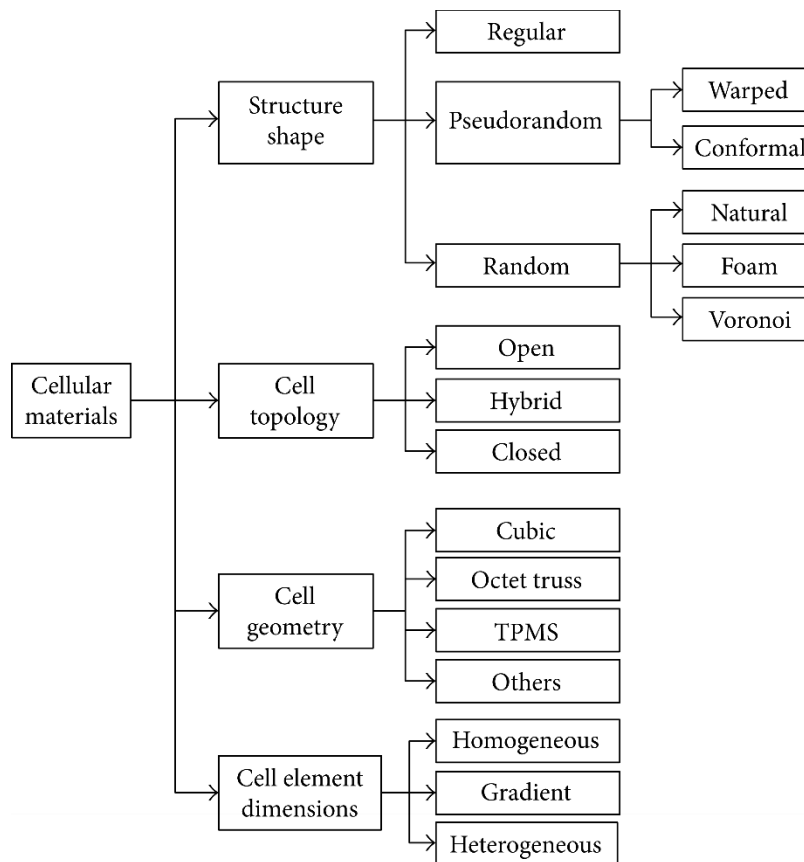 Regular
Structure
shape
Pseudorandom
Warped
Conformal
Random
Natural
Foam
Voronoi
Cellular
materials
Cell
topology
Open
Hybrid
Closed
Cell
geometry
Cubic
Octet truss
TPMS
Others
Cell element
dimensions
Homogeneous
Gradient
Heterogeneous